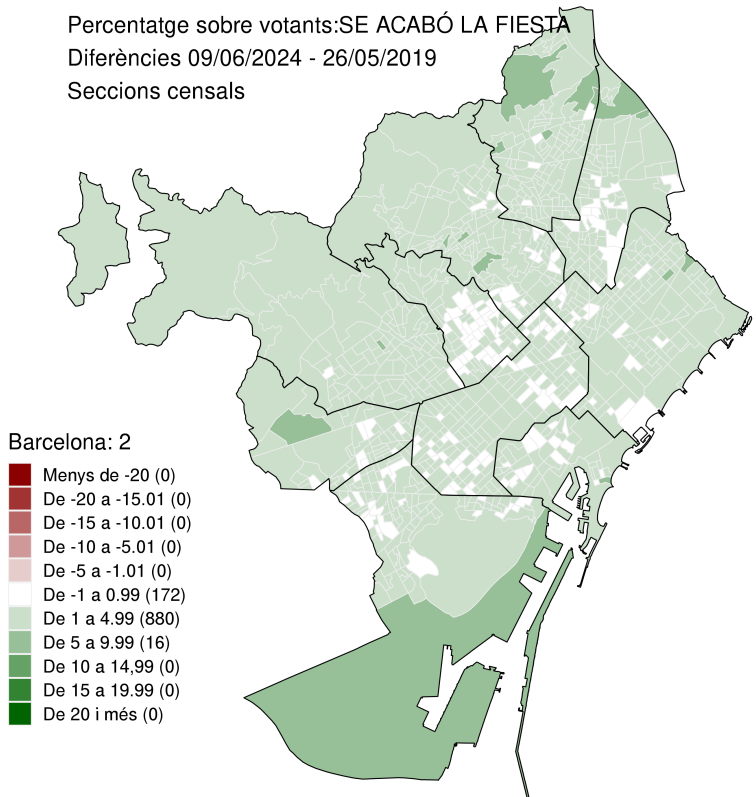 Percentatge sobre votants:SE ACABÓ LA FIESTA
Diferències 09/06/2024 - 26/05/2019
Seccions censals
Barcelona: 2
Menys de -20 (0)
De -20 a -15.01 (0)
De -15 a -10.01 (0)
De -10 a -5.01 (0)
De -5 a -1.01 (0)
De -1 a 0.99 (172)
De 1 a 4.99 (880)
De 5 a 9.99 (16)
De 10 a 14,99 (0)
De 15 a 19.99 (0)
De 20 i més (0)